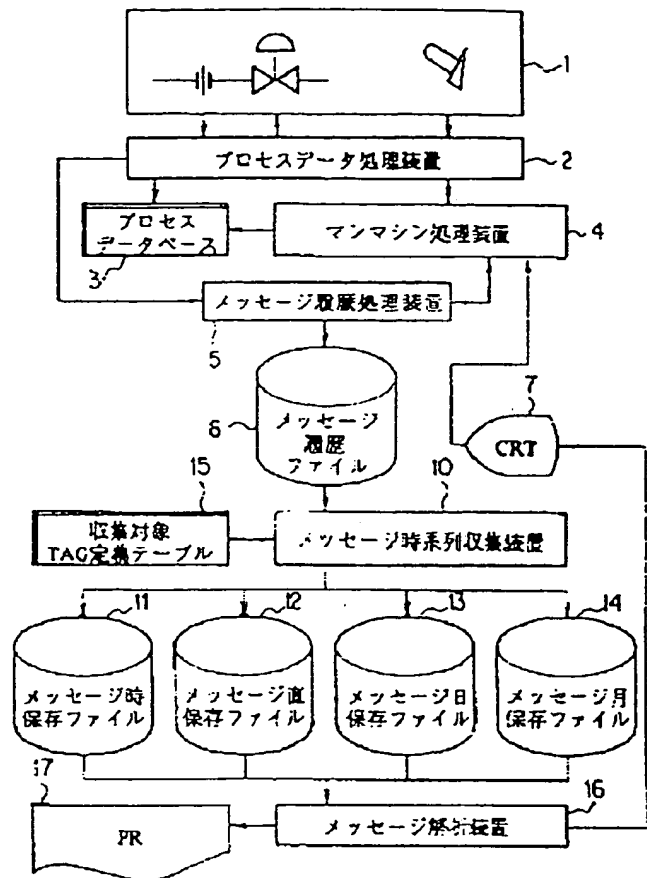 1
プロセスデータ処理装置
2
プロセス
データベース
3
マンマシン処理装置
4
メッセージ履歴処理装置
5
メッセージ
履歴
ファイル
6
7
CRT
15
収集対象
TAG定義テーブル
10
メッセージ時系列収集装置
11
メッセージ時
保存ファイル
12
メッセージ直
保存ファイル
13
メッセージ日
保存ファイル
14
メッセージ月
保存ファイル
17
PR
16
メッセージ解析装置